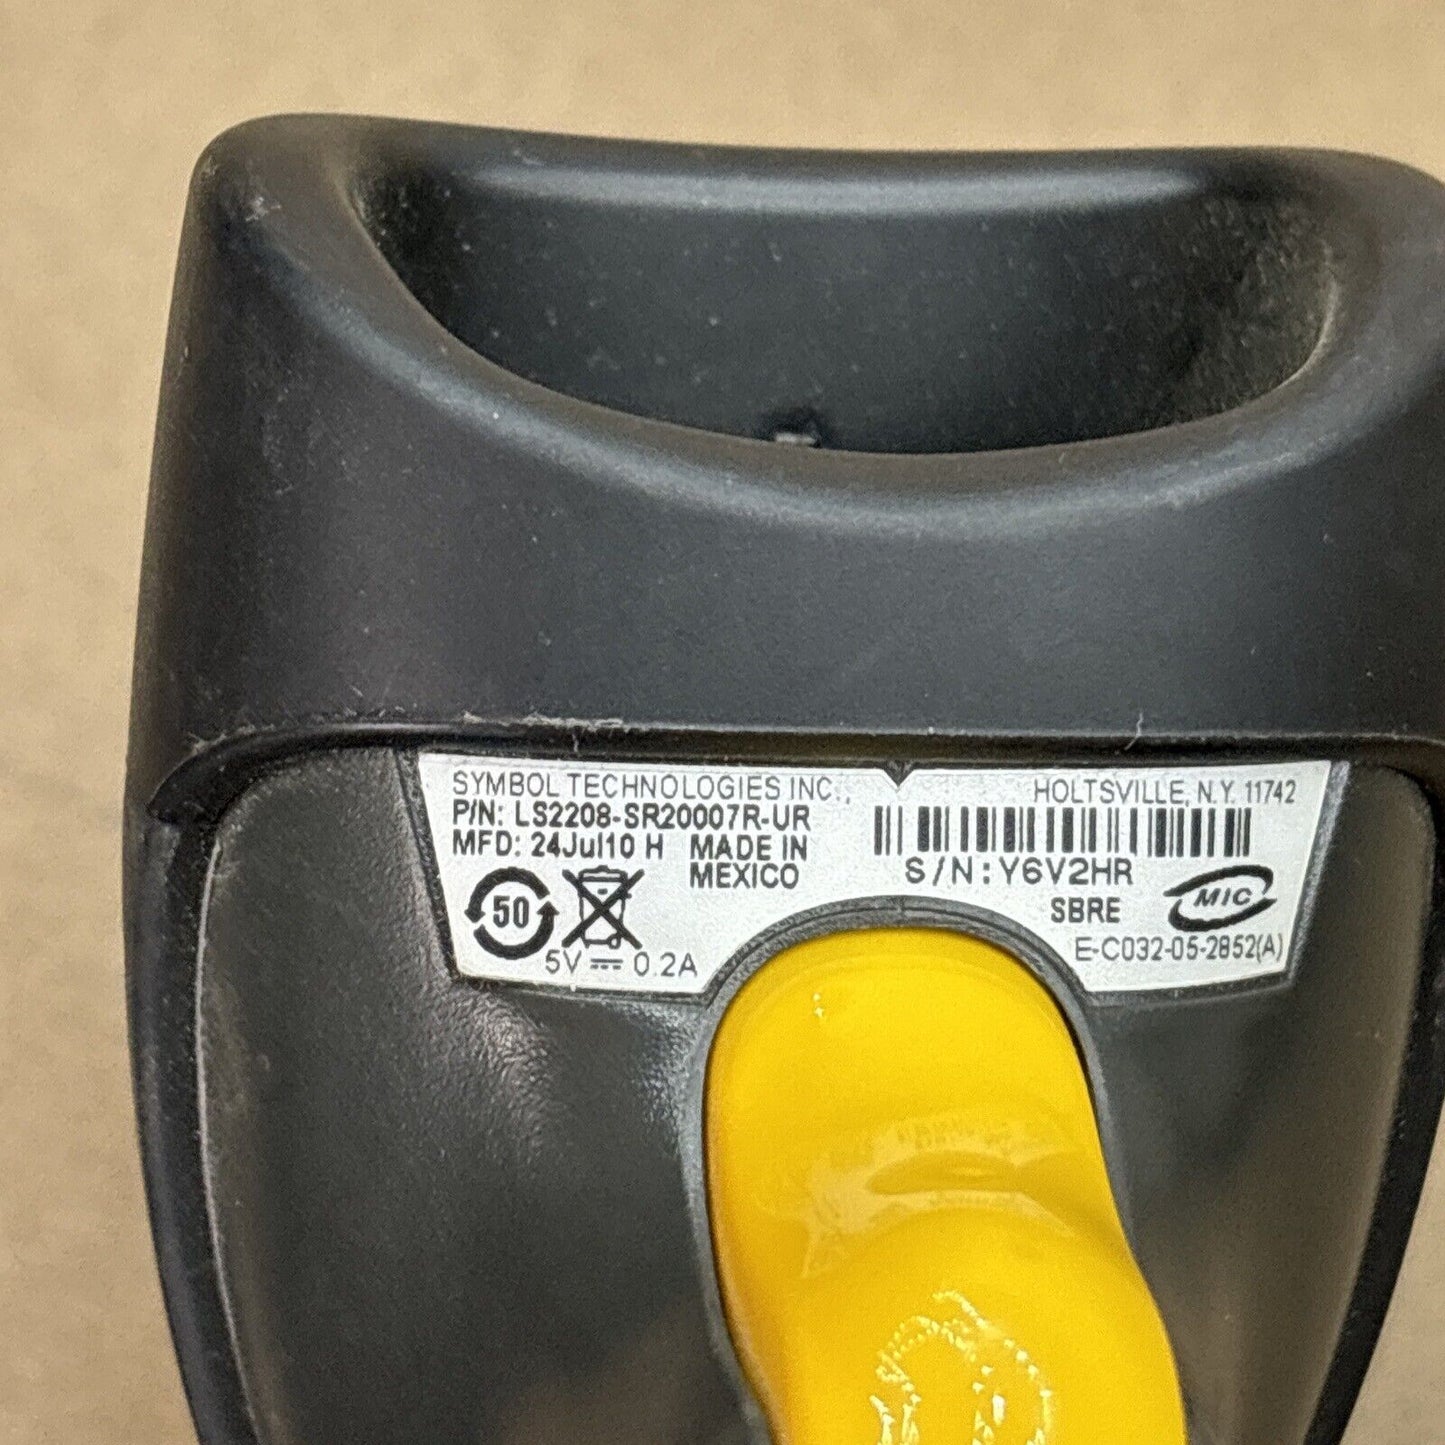 SYMBOL TECHNOLOGIES INC., HOLTSVILLE, N.Y. 11742
P/N: LS2208-SR20007R-UR
MFD: 24Jul10 H MADE IN
MEXICO
S/N:Y6V2HR
50
SBRE
MIC
5V ⎓ 0.2A
E-C032-05-2852(A)